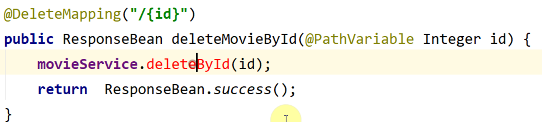 @DeleteMapping("/{id}")
public ResponseBean deleteMovieById(@PathVariable Integer id) {
movieService.deleteById(id);
return ResponseBean.success();
}